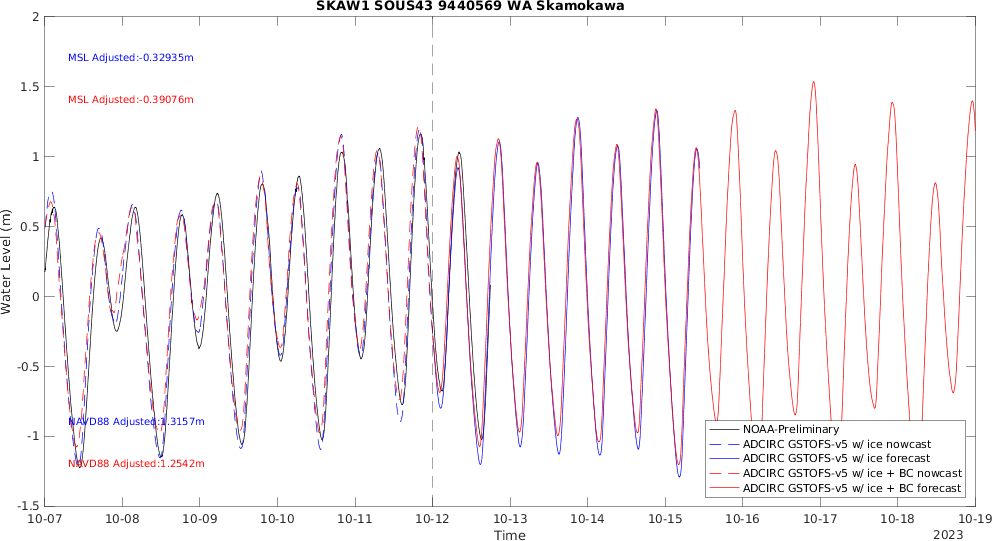 SKAW1 SOUS43 9440569 WA Skamokawa
2
1.5
1
0.5
0
-0.5
-1
-1.5
Water Level (m)
MSL Adjusted:-0.32935m
MSL Adjusted:-0.39076m
NAVD88 Adjusted:1.3157m
NAVD88 Adjusted:1.2542m
NOAA-Preliminary
ADCIRC GSTOFS-v5 w/ ice nowcast
ADCIRC GSTOFS-v5 w/ ice forecast
ADCIRC GSTOFS-v5 w/ ice + BC nowcast
ADCIRC GSTOFS-v5 w/ ice + BC forecast
10-07 10-08 10-09 10-10 10-11 10-12 10-13 10-14 10-15 10-16 10-17 10-18 10-19
Time
2023